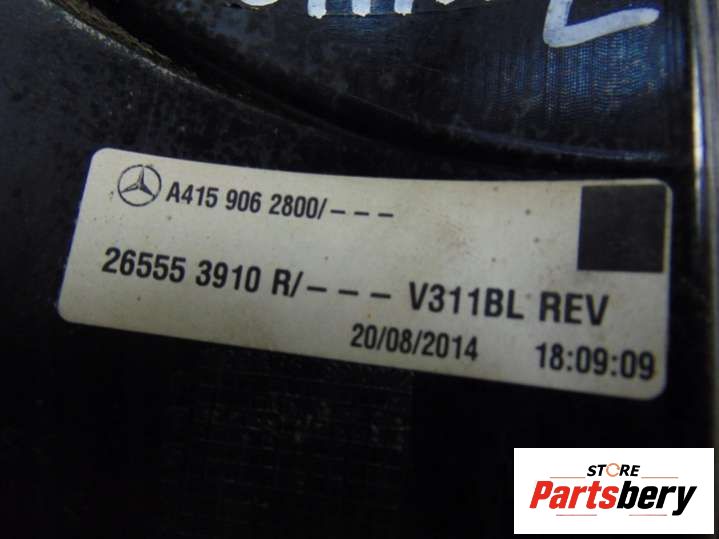 A415 906 2800/---
26555 3910 R/--- V311BL REV
20/08/2014 18:09:09
STORE
Partsbery